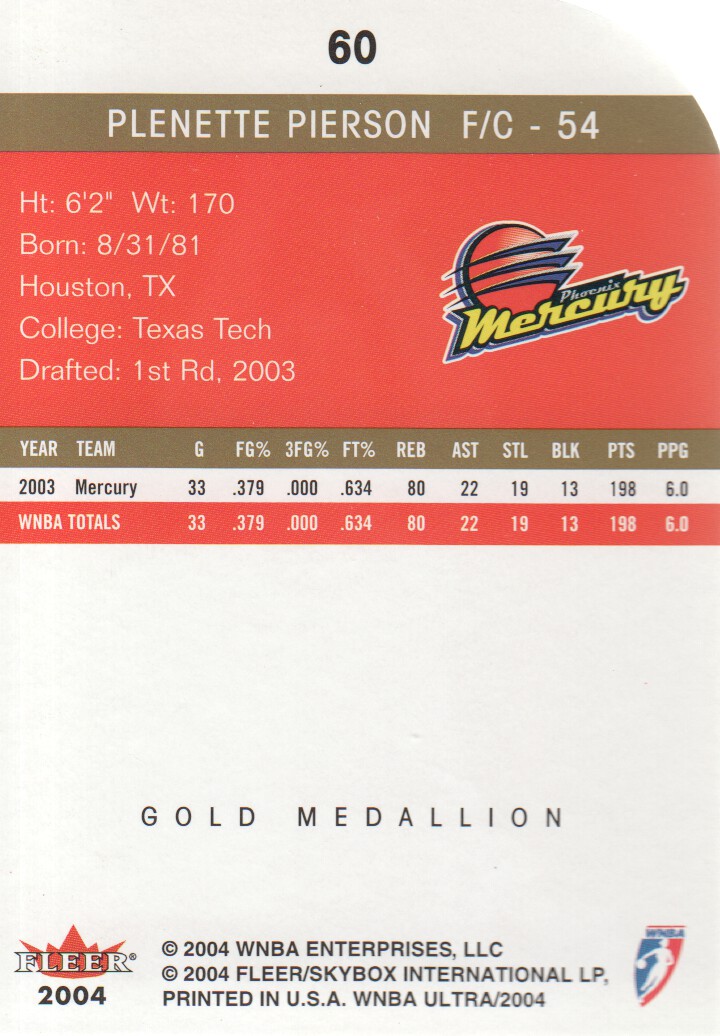 60
PLENETTE PIERSON F/C - 54
Ht: 6'2" Wt: 170
Born: 8/31/81
Houston, TX
College: Texas Tech
Drafted: 1st Rd, 2003
Phoenix
Mercury
YEAR TEAM G FG% 3FG% FT% REB AST STL BLK PTS PPG
2003 Mercury 33 .379 .000 .634 80 22 19 13 198 6.0
WNBA TOTALS 33 .379 .000 .634 80 22 19 13 198 6.0
GOLD MEDALLION
FLEER®
2004
© 2004 WNBA ENTERPRISES, LLC
© 2004 FLEER/SKYBOX INTERNATIONAL LP,
PRINTED IN U.S.A. WNBA ULTRA/2004
WNBA